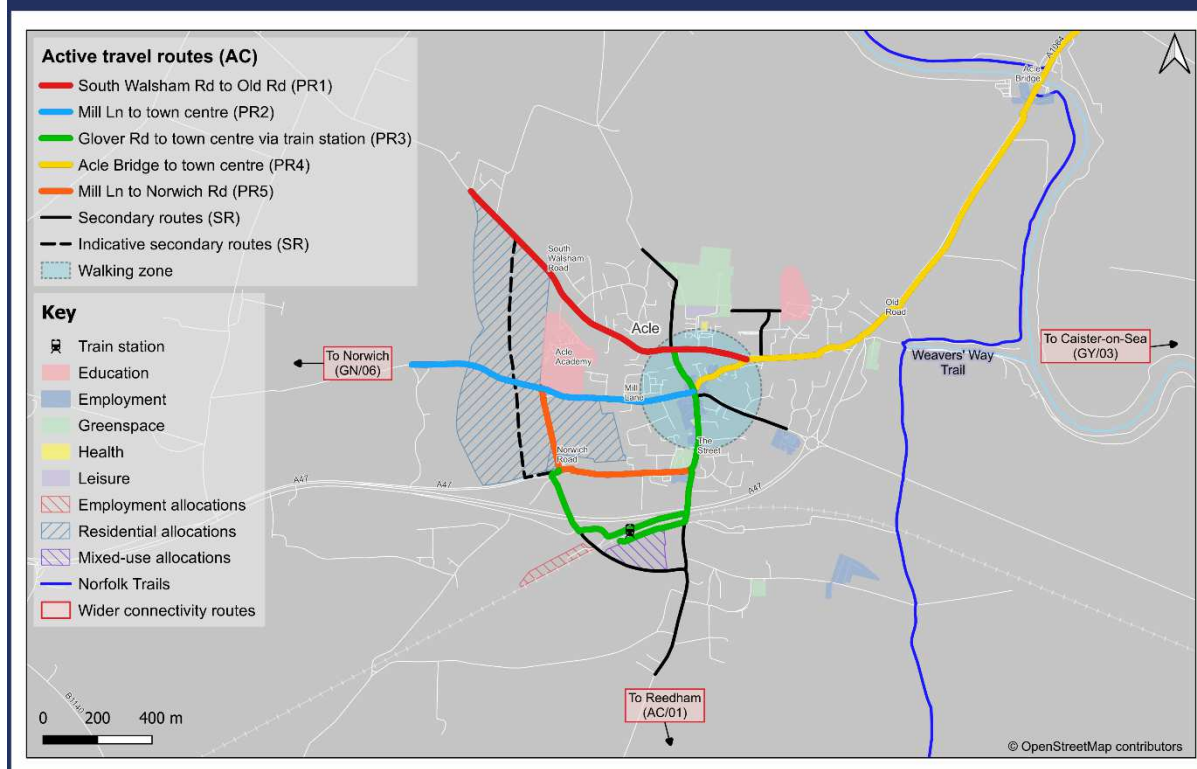 Active travel routes (AC)
South Walsham Rd to Old Rd (PR1)
Mill Ln to town centre (PR2)
Glover Rd to town centre via train station (PR3)
Acle Bridge to town centre (PR4)
Mill Ln to Norwich Rd (PR5)
Secondary routes (SR)
Indicative secondary routes (SR)
Walking zone
Key
Train station
Education
Employment
Greenspace
Health
Leisure
Employment allocations
Residential allocations
Mixed-use allocations
Norfolk Trails
Wider connectivity routes
0 200 400 m
B1140
A1064
Acle
Bridge
South
Walsham
Road
Old
Road
Acle
To Norwich
(GN/06)
Acle
Academy
Weavers' Way
Trail
To Caister-on-Sea
(GY/03)
Mill
Lane
The
Street
Norwich
Road
A47
A47
A47
To Reedham
(AC/01)
© OpenStreetMap contributors